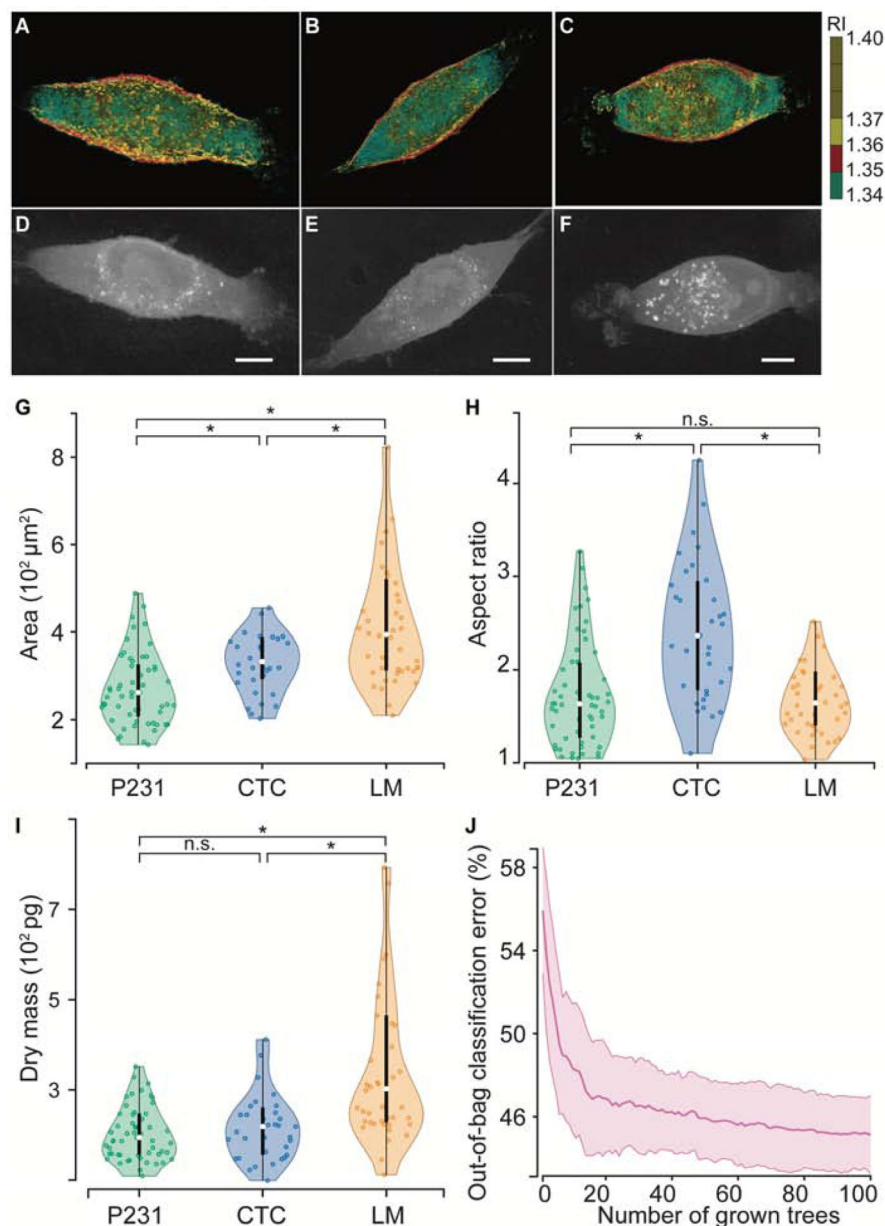 A
B
C
RI
1.40
1.37
1.36
1.35
1.34
D
E
F
G
*
*
*
8
6
4
2
Area (10² μm²)
P231
CTC
LM
H
n.s.
*
*
4
3
2
1
Aspect ratio
P231
CTC
LM
I
*
n.s.
*
7
5
3
Dry mass (10² pg)
P231
CTC
LM
J
58
54
50
46
Out-of-bag classification error (%)
0
20
40
60
80
100
Number of grown trees